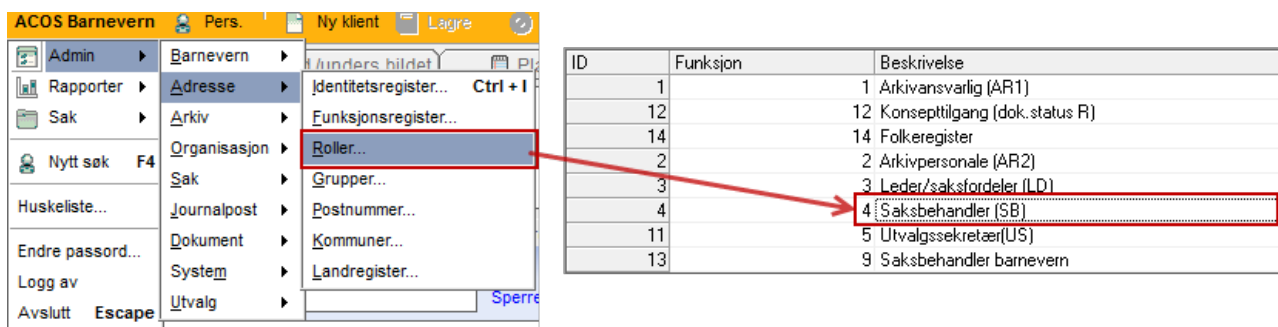 ACOS Barnevern Pers. Ny klient Lagre
Admin
Rapporter
Sak
Nytt søk F4
Huskeliste...
Endre passord...
Logg av
Avslutt Escape
Barnevern
Adresse
Arkiv
Organisasjon
Sak
Journalpost
Dokument
System
Utvalg
/unders.bildet
Identitetsregister... Ctrl + I
Funksjonsregister...
Roller...
Grupper...
Postnummer...
Kommuner...
Landregister...
Sperre
ID Funksjon Beskrivelse
1 1 Arkivansvarlig (AR1)
12 12 Konsepttilgang (dok.status R)
14 14 Folkeregister
2 2 Arkivpersonale (AR2)
3 3 Leder/saksfordeler (LD)
4 4 Saksbehandler (SB)
11 5 Utvalgssekretær(US)
13 9 Saksbehandler barnevern